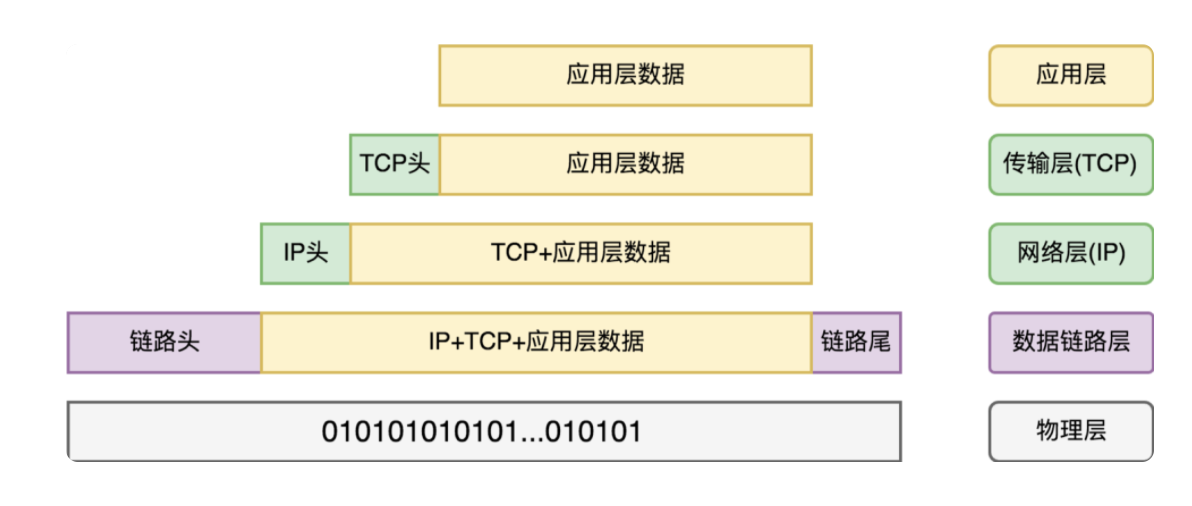 应用层数据
应用层
TCP头
应用层数据
传输层(TCP)
IP头
TCP+应用层数据
网络层(IP)
链路头
IP+TCP+应用层数据
链路尾
数据链路层
010101010101...010101
物理层